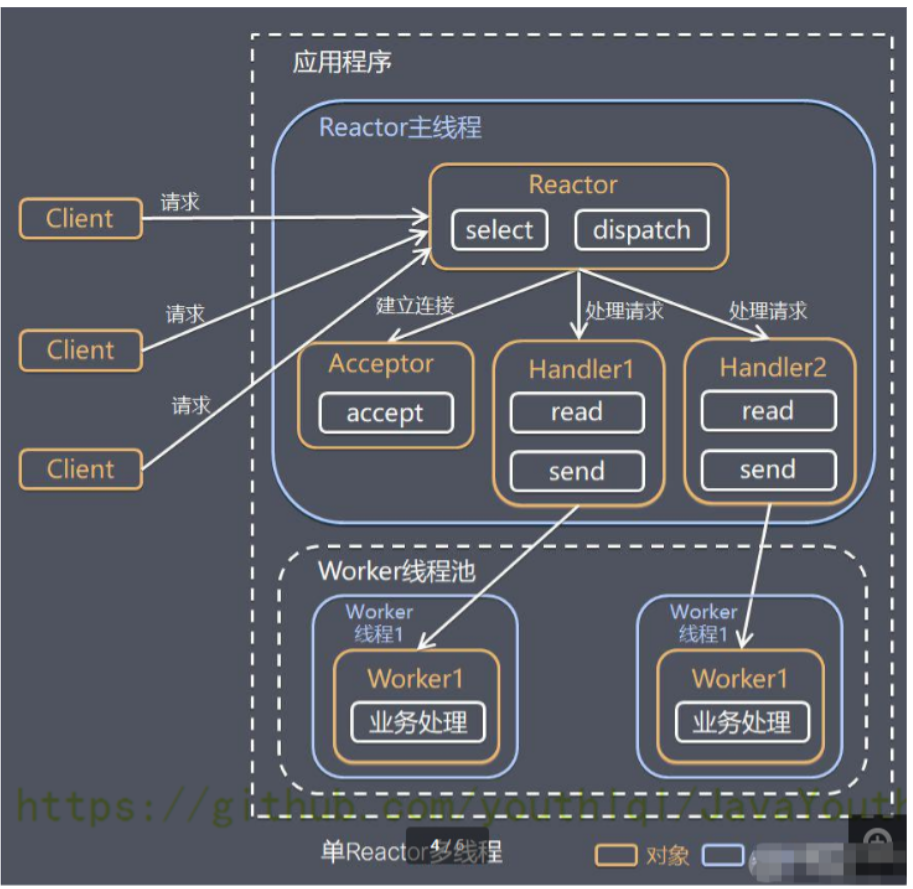 应用程序
Reactor主线程
Reactor
select
dispatch
Client
请求
Client
请求
Client
请求
建立连接
处理请求
处理请求
Acceptor
accept
Handler1
read
send
Handler2
read
send
Worker线程池
Worker
线程1
Worker1
业务处理
Worker
线程1
Worker1
业务处理
https://github.com/youthlql/JavaYouth
单Reactor多线程
4 / 6
对象